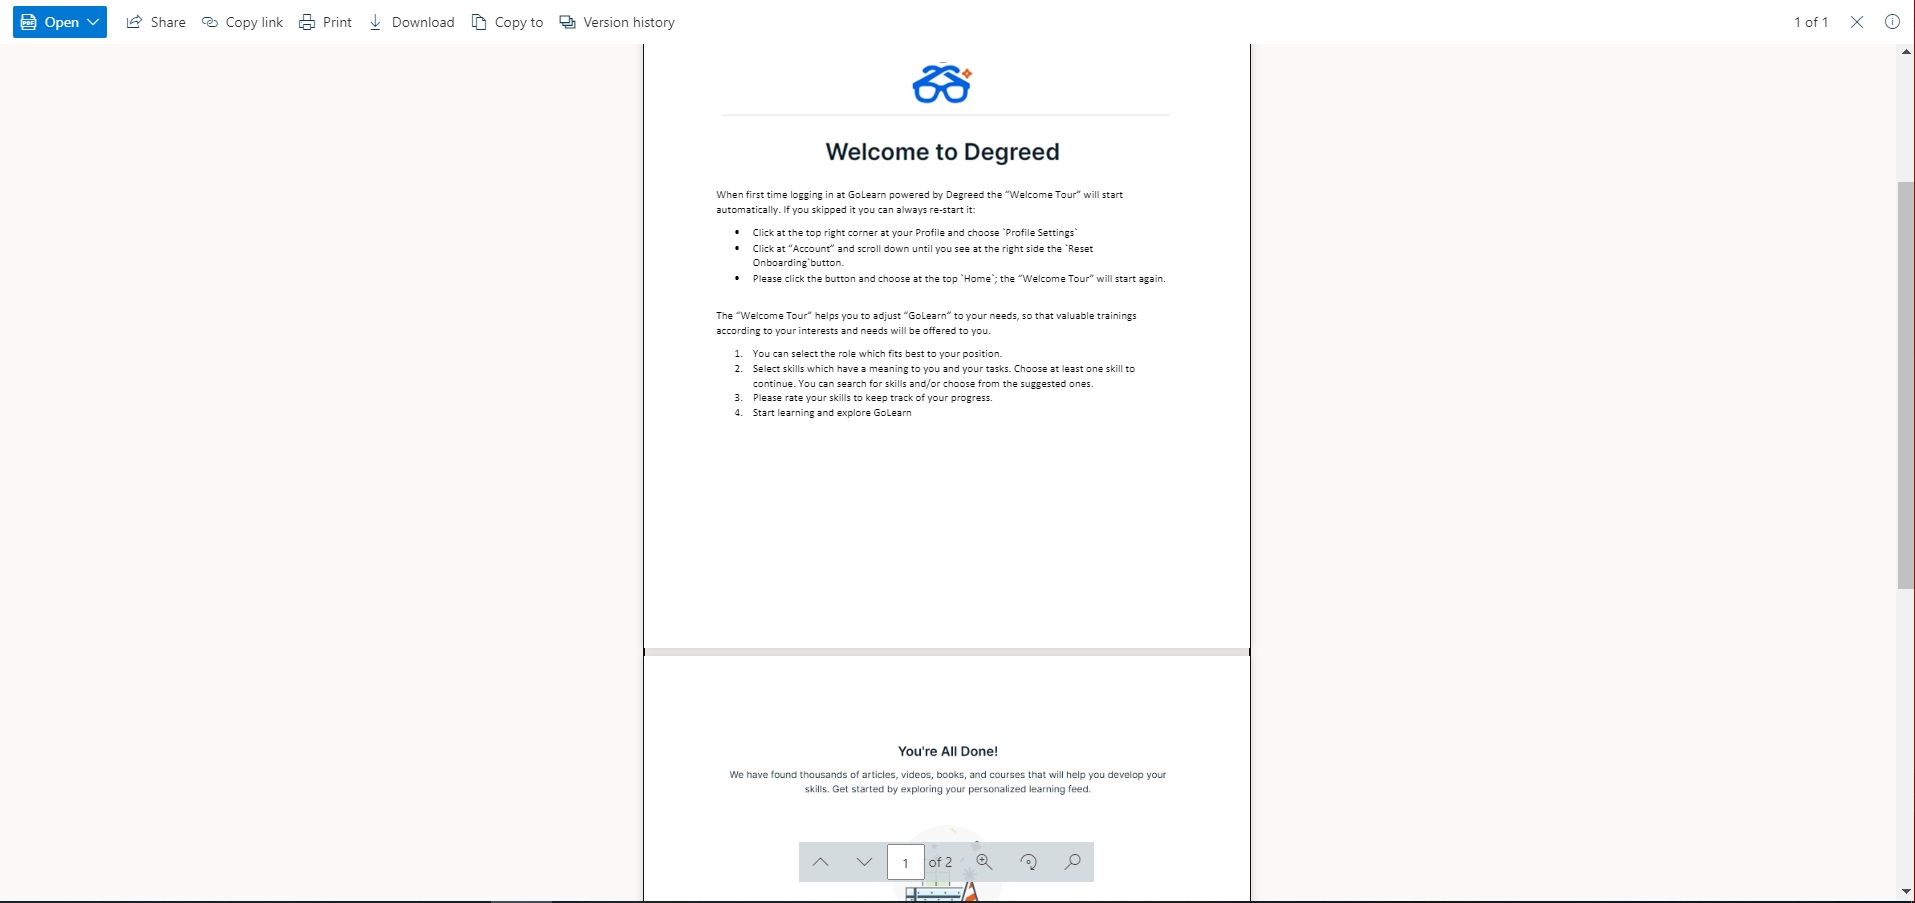 Open Share Copy link Print Download Copy to Version history 1 of 1
Welcome to Degreed
When first time logging in at GoLearn powered by Degreed the “Welcome Tour” will start
automatically. If you skipped it you can always re-start it:
• Click at the top right corner at your Profile and choose `Profile Settings`
• Click at “Account” and scroll down until you see at the right side the `Reset
Onboarding`button.
• Please click the button and choose at the top `Home`; the “Welcome Tour” will start again.
The “Welcome Tour” helps you to adjust “GoLearn” to your needs, so that valuable trainings
according to your interests and needs will be offered to you.
1. You can select the role which fits best to your position.
2. Select skills which have a meaning to you and your tasks. Choose at least one skill to
continue. You can search for skills and/or choose from the suggested ones.
3. Please rate your skills to keep track of your progress.
4. Start learning and explore GoLearn
You're All Done!
We have found thousands of articles, videos, books, and courses that will help you develop your
skills. Get started by exploring your personalized learning feed.
1 of 2